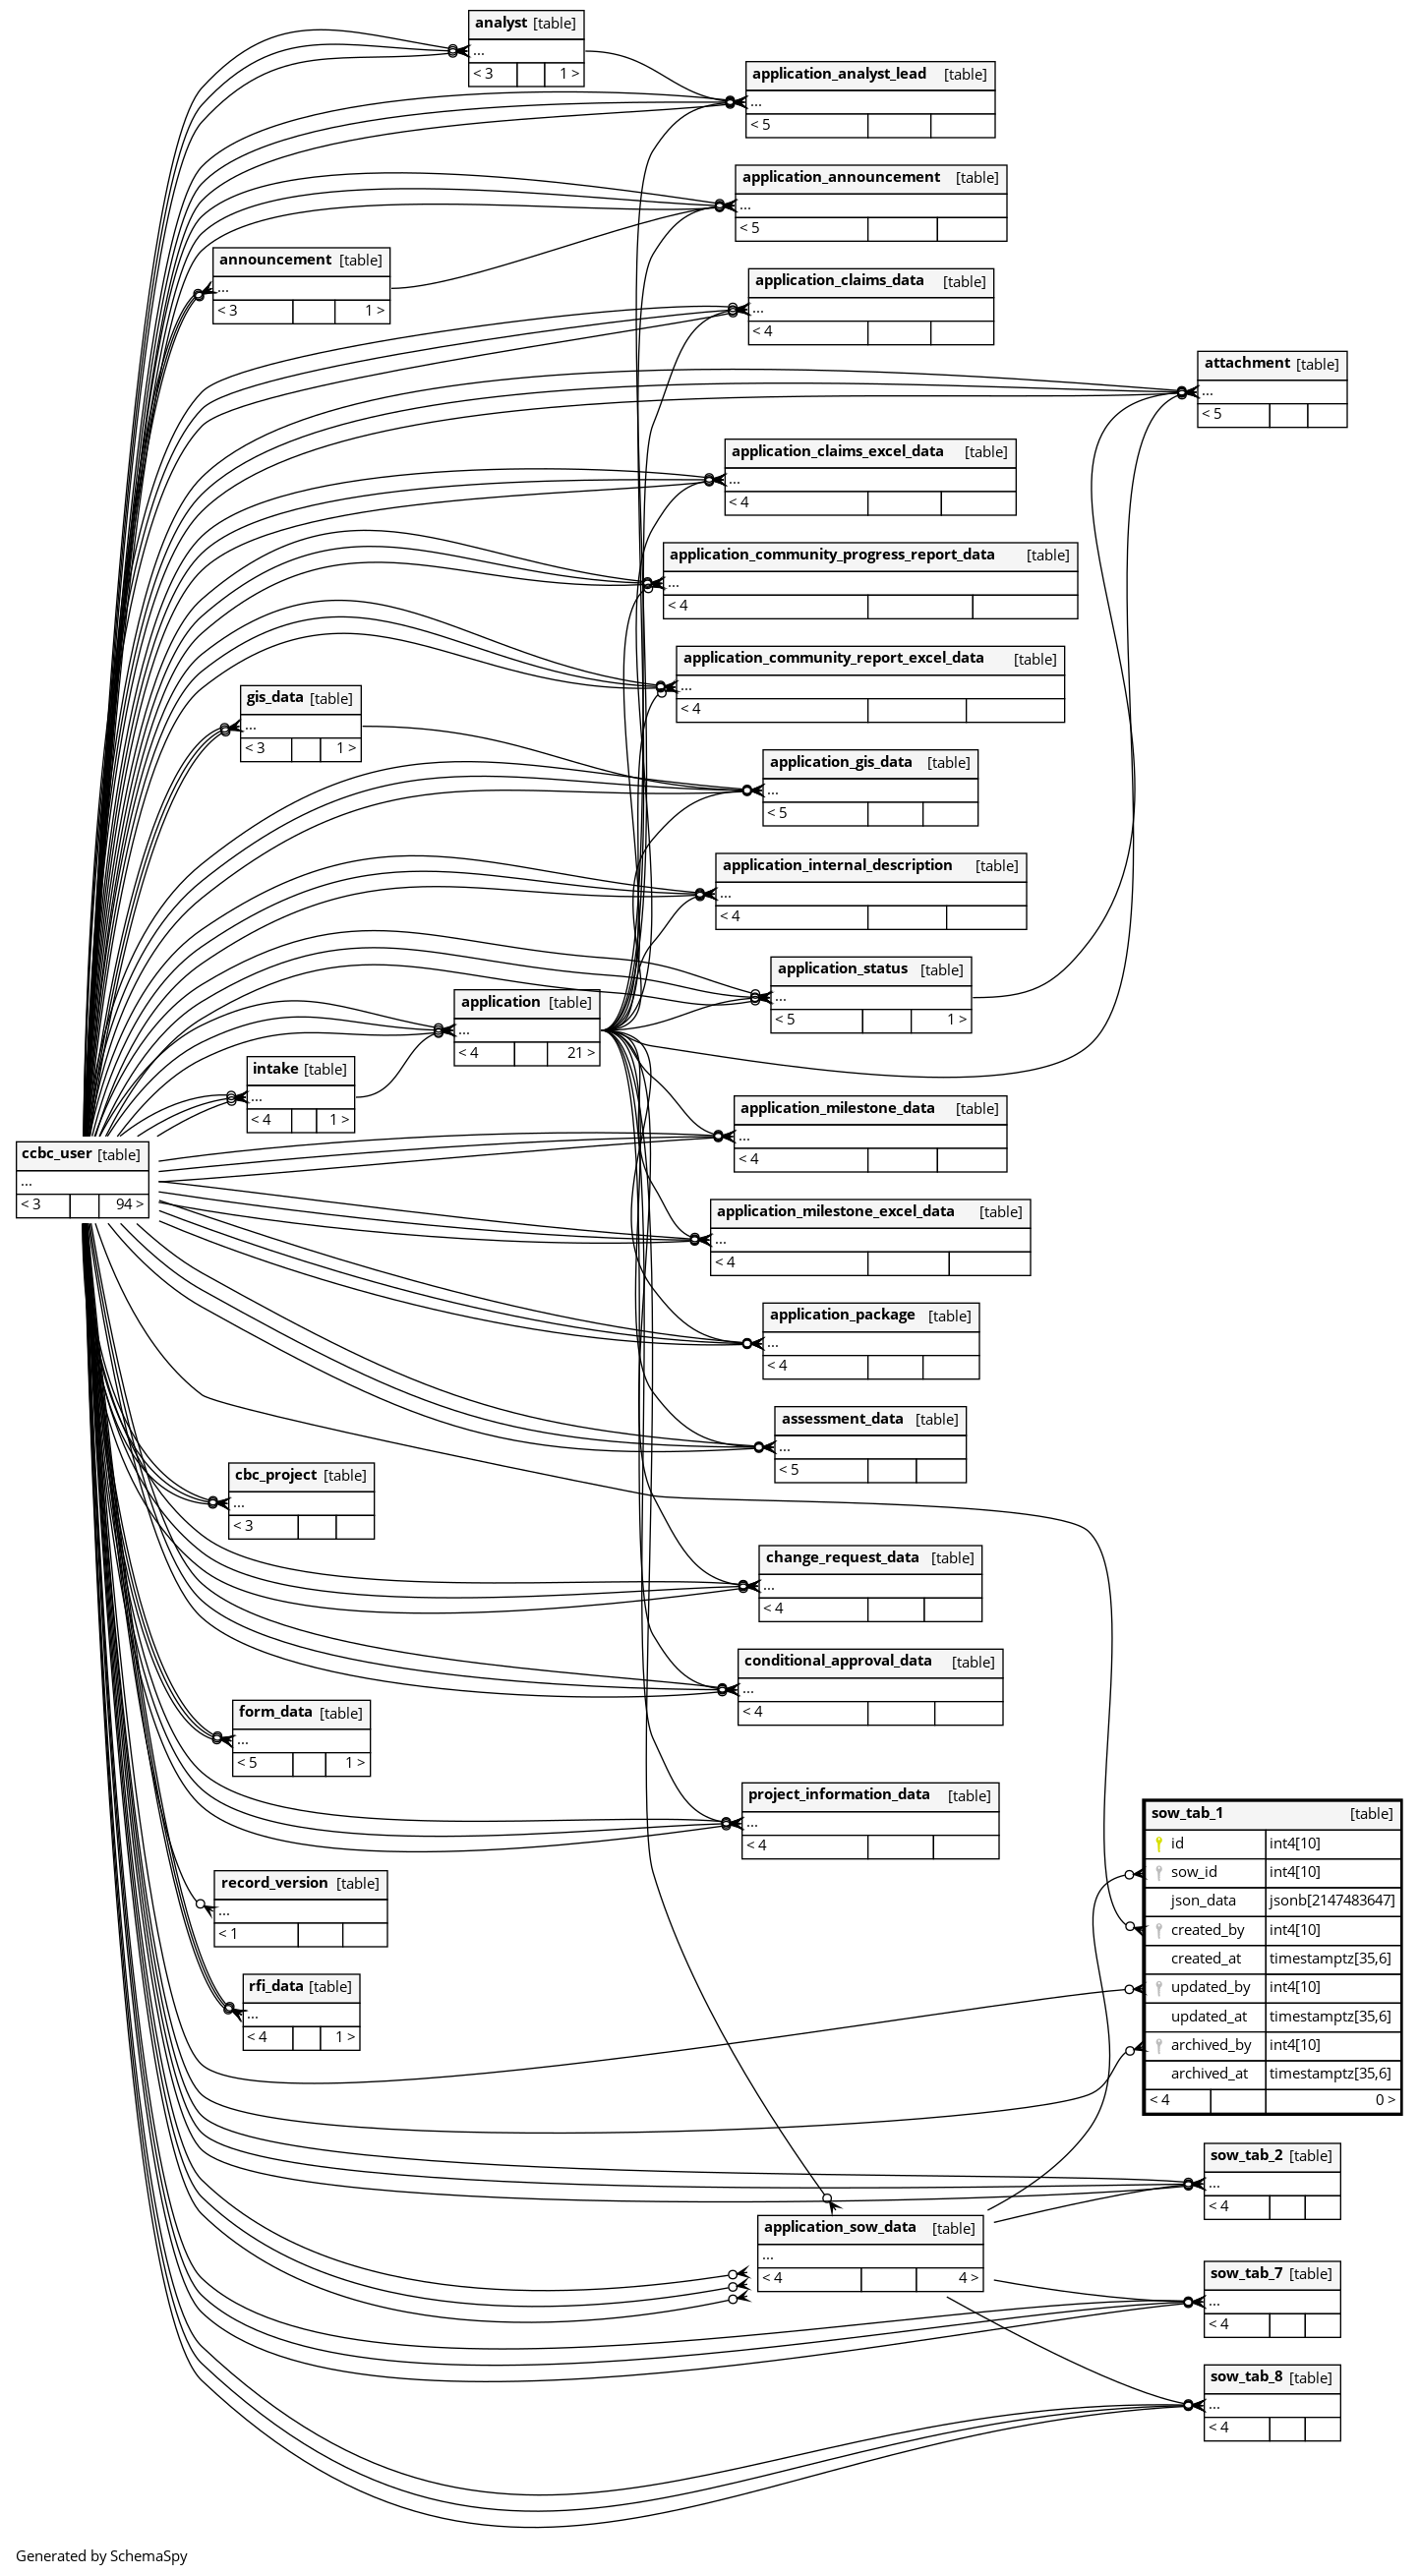 analyst [table]
...
< 3 1 >
application_analyst_lead [table]
...
< 5
application_announcement [table]
...
< 5
announcement [table]
...
< 3 1 >
application_claims_data [table]
...
< 4
attachment [table]
...
< 5
application_claims_excel_data [table]
...
< 4
application_community_progress_report_data [table]
...
< 4
application_community_report_excel_data [table]
...
< 4
gis_data [table]
...
< 3 1 >
application_gis_data [table]
...
< 5
application_internal_description [table]
...
< 4
application_status [table]
...
< 5 1 >
application [table]
...
< 4 21 >
intake [table]
...
< 4 1 >
application_milestone_data [table]
...
< 4
ccbc_user [table]
...
< 3 94 >
application_milestone_excel_data [table]
...
< 4
application_package [table]
...
< 4
assessment_data [table]
...
< 5
cbc_project [table]
...
< 3
change_request_data [table]
...
< 4
conditional_approval_data [table]
...
< 4
form_data [table]
...
< 5 1 >
project_information_data [table]
...
< 4
sow_tab_1 [table]
id int4[10]
sow_id int4[10]
json_data jsonb[2147483647]
created_by int4[10]
created_at timestamptz[35,6]
updated_by int4[10]
updated_at timestamptz[35,6]
archived_by int4[10]
archived_at timestamptz[35,6]
< 4 0 >
record_version [table]
...
< 1
rfi_data [table]
...
< 4 1 >
sow_tab_2 [table]
...
< 4
application_sow_data [table]
...
< 4 4 >
sow_tab_7 [table]
...
< 4
sow_tab_8 [table]
...
< 4
Generated by SchemaSpy